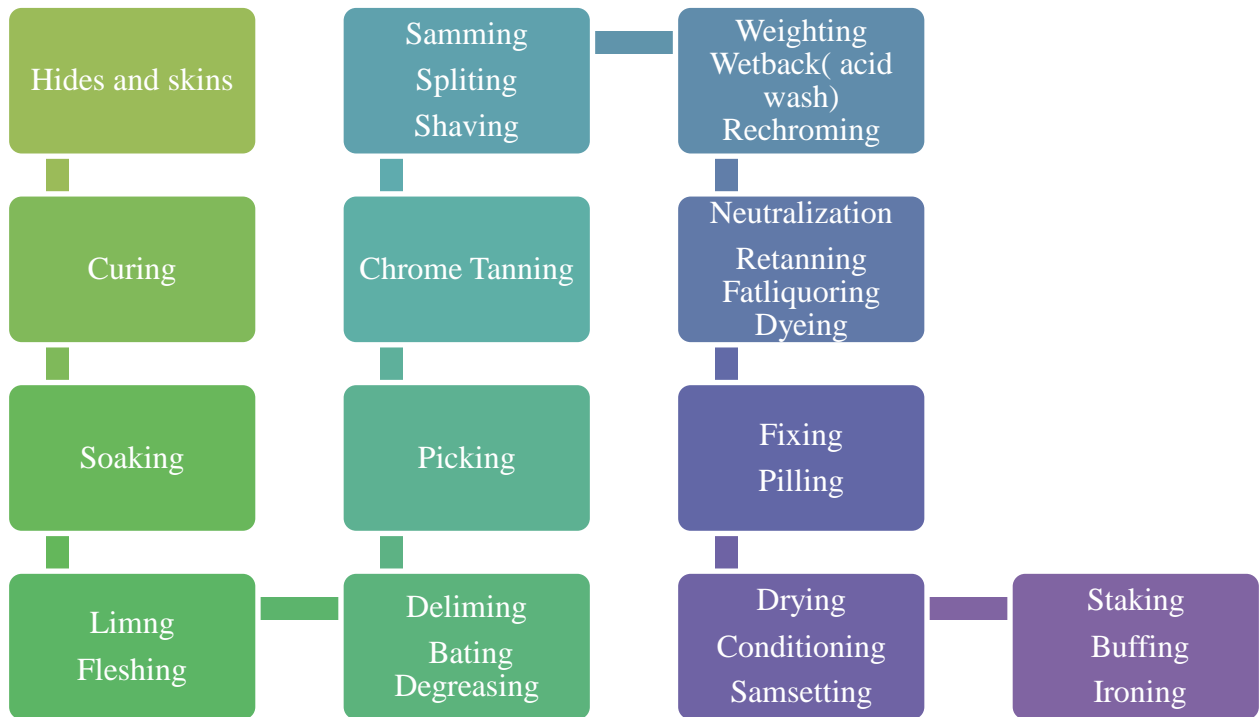 Hides and skins
Curing
Soaking
Limng
Fleshing
Deliming
Bating
Degreasing
Picking
Chrome Tanning
Samming
Spliting
Shaving
Weighting
Wetback( acid
wash)
Rechroming
Neutralization
Retanning
Fatliquoring
Dyeing
Fixing
Pilling
Drying
Conditioning
Samsetting
Staking
Buffing
Ironing